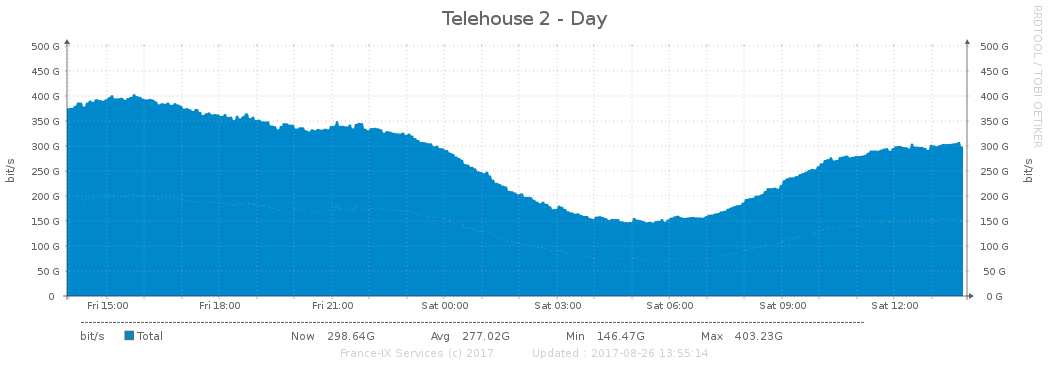 Telehouse 2 - Day
RRDTOOL / TOBI OETIKER
500 G 500 G
450 G 450 G
400 G 400 G
350 G 350 G
300 G 300 G
250 G 250 G
200 G 200 G
150 G 150 G
100 G 100 G
50 G 50 G
0 0 G
bit/s bit/s
Fri 15:00 Fri 18:00 Fri 21:00 Sat 00:00 Sat 03:00 Sat 06:00 Sat 09:00 Sat 12:00
bit/s Total Now 298.64G Avg 277.02G Min 146.47G Max 403.23G
France-IX Services (c) 2017 Updated : 2017-08-26 13:55:14